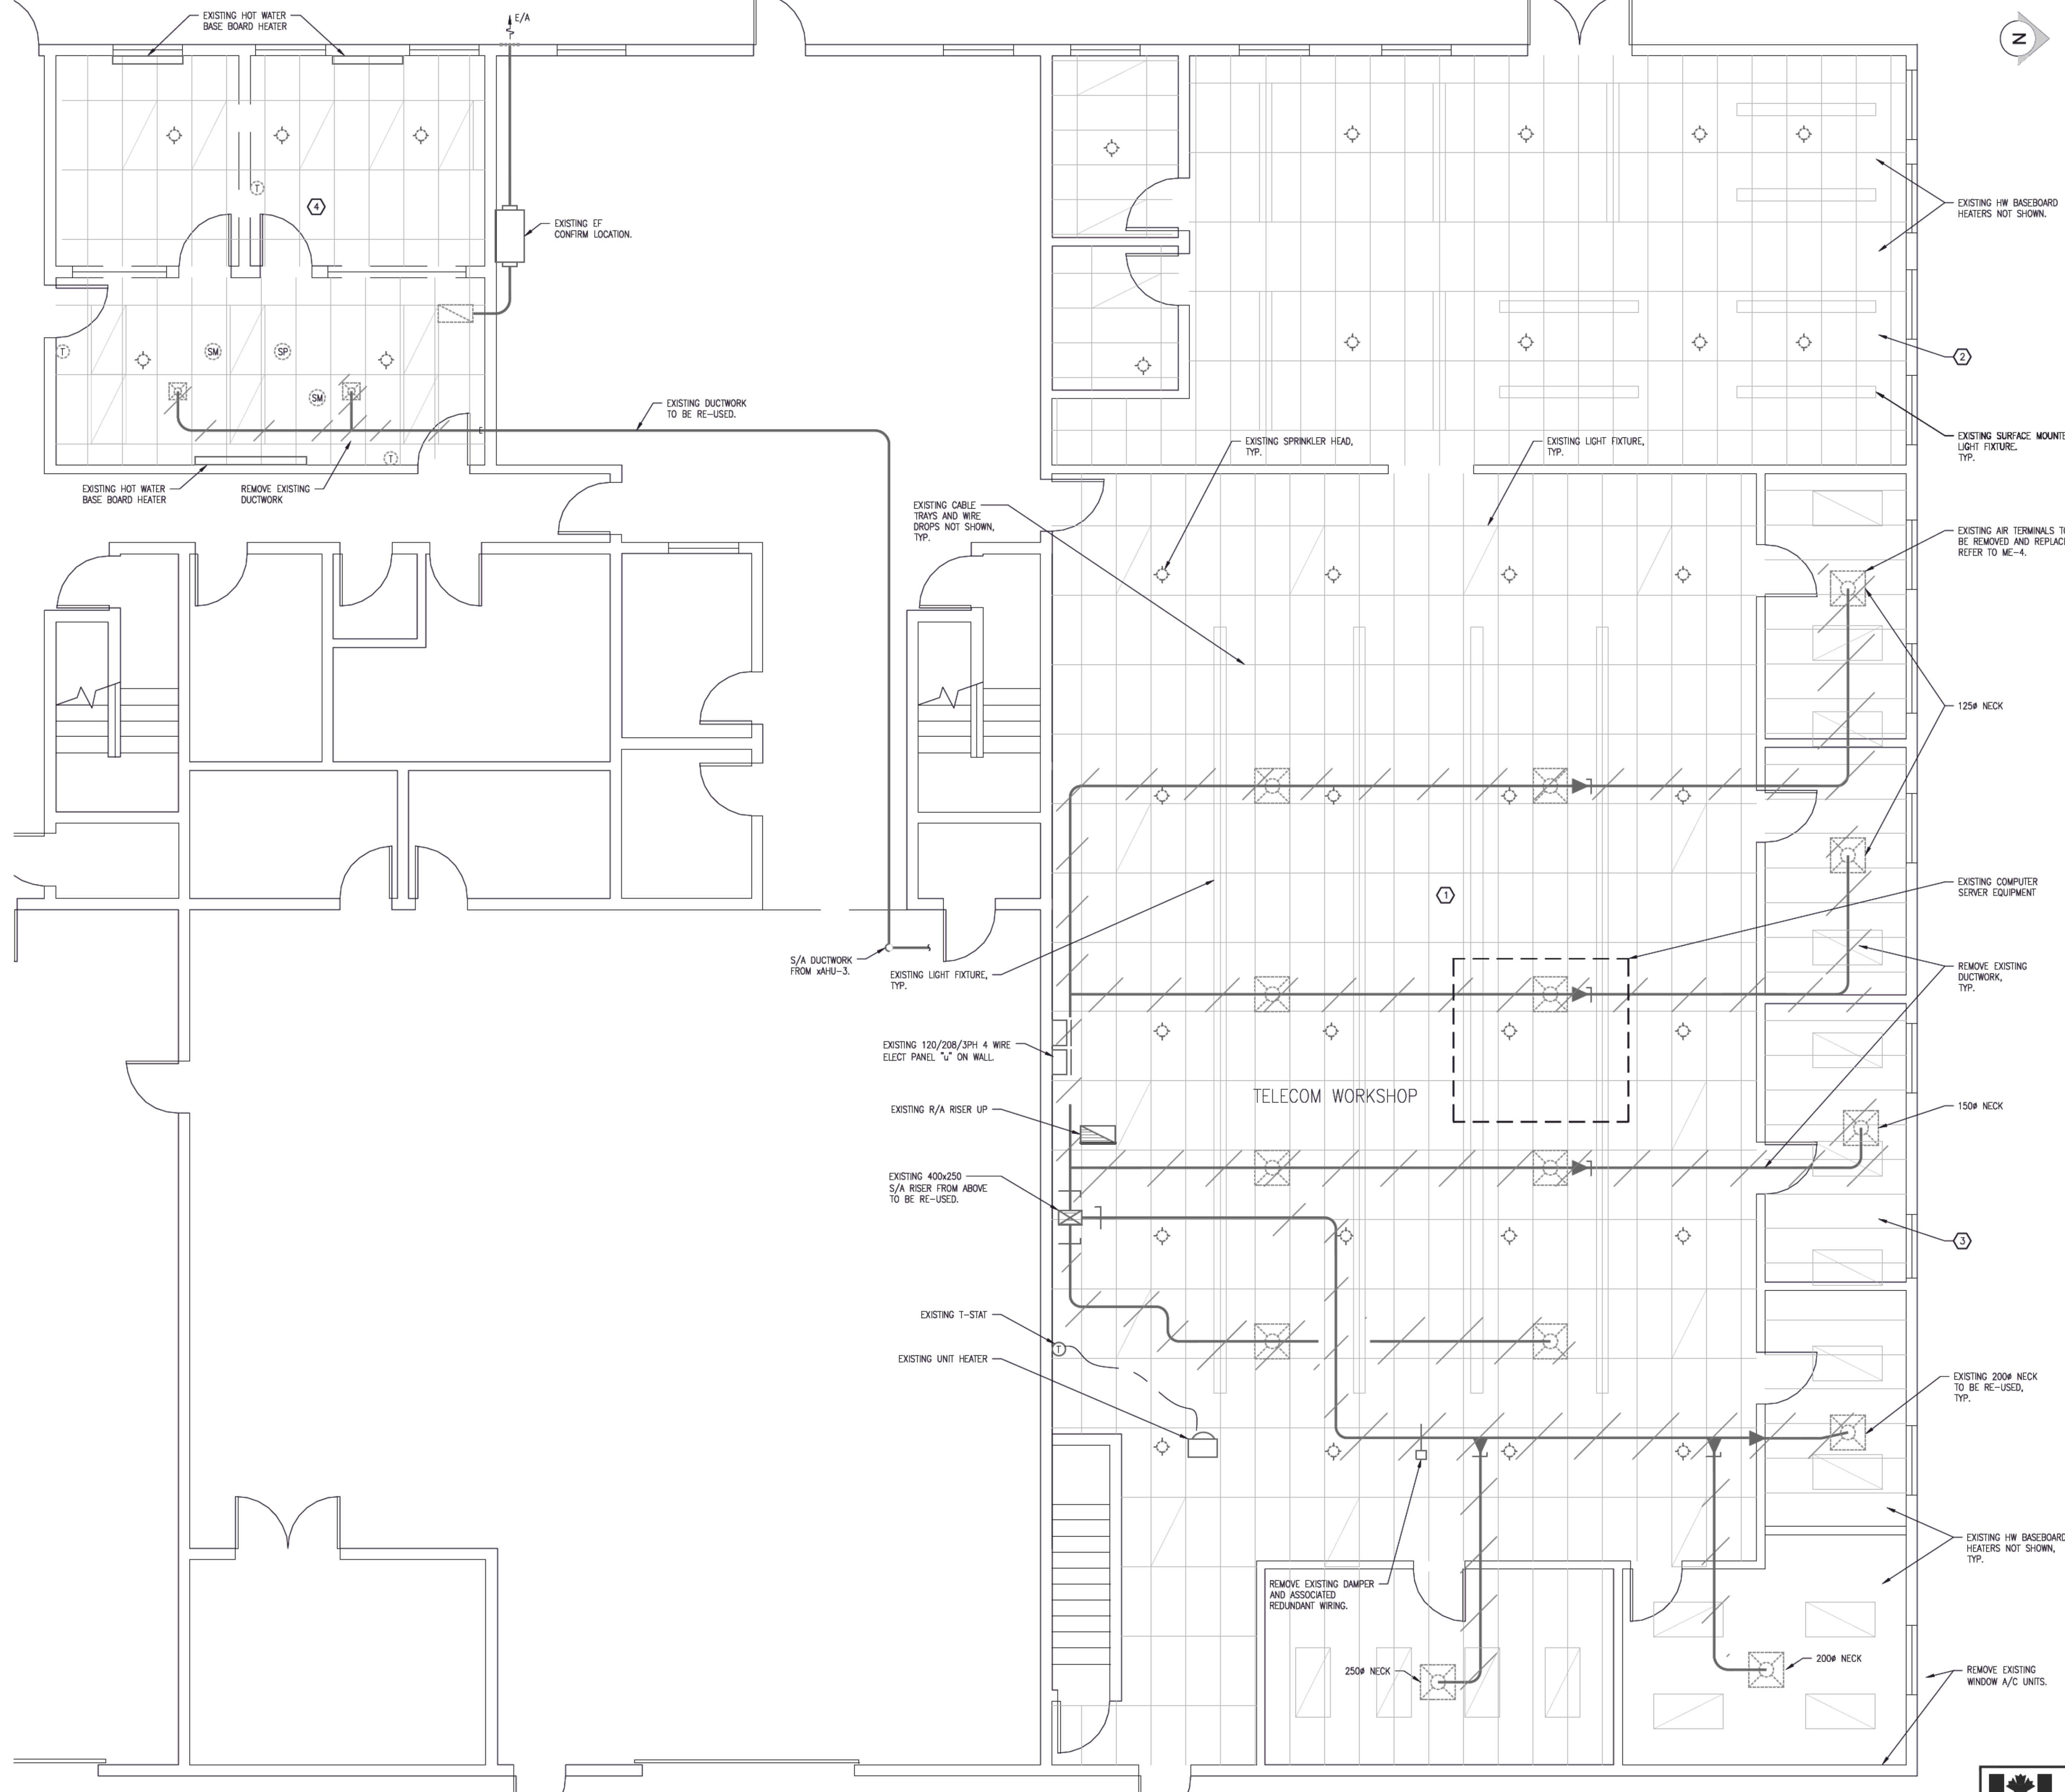 EXISTING HOT WATER
BASE BOARD HEATER
E/A
N
T
4
EXISTING EF
CONFIRM LOCATION.
EXISTING HW BASEBOARD
HEATERS NOT SHOWN.
T
SM
SP
SM
2
EXISTING DUCTWORK
TO BE RE-USED.
E
T
EXISTING HOT WATER
BASE BOARD HEATER
REMOVE EXISTING
DUCTWORK
EXISTING SPRINKLER HEAD,
TYP.
EXISTING LIGHT FIXTURE,
TYP.
EXISTING SURFACE MOUNTE
LIGHT FIXTURE.
TYP.
EXISTING CABLE
TRAYS AND WIRE
DROPS NOT SHOWN,
TYP.
EXISTING AIR TERMINALS TO
BE REMOVED AND REPLACE
REFER TO ME-4.
125ø NECK
1
EXISTING COMPUTER
SERVER EQUIPMENT
S/A DUCTWORK
FROM xAHU-3.
EXISTING LIGHT FIXTURE,
TYP.
REMOVE EXISTING
DUCTWORK,
TYP.
EXISTING 120/208/3PH 4 WIRE
ELECT PANEL "u" ON WALL.
TELECOM WORKSHOP
EXISTING R/A RISER UP
150ø NECK
EXISTING 400x250
S/A RISER FROM ABOVE
TO BE RE-USED.
3
EXISTING T-STAT
T
EXISTING UNIT HEATER
EXISTING 200ø NECK
TO BE RE-USED,
TYP.
EXISTING HW BASEBOARD
HEATERS NOT SHOWN,
TYP.
REMOVE EXISTING DAMPER
AND ASSOCIATED
REDUNDANT WIRING.
250ø NECK
200ø NECK
REMOVE EXISTING
WINDOW A/C UNITS.